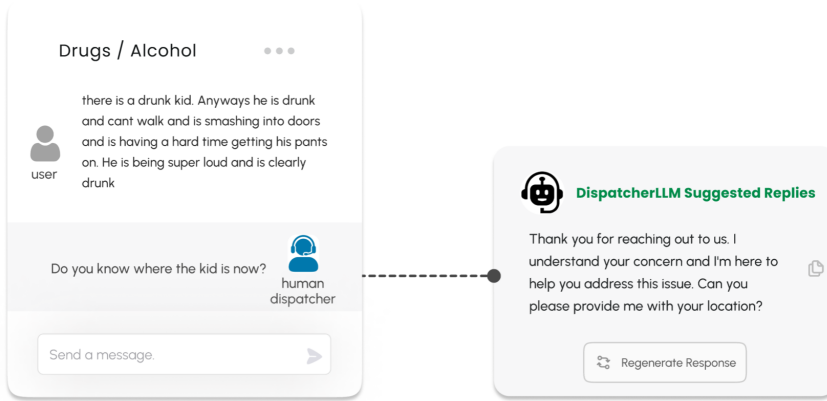 Drugs / Alcohol
there is a drunk kid. Anyways he is drunk
and cant walk and is smashing into doors
and is having a hard time getting his pants
on. He is being super loud and is clearly
drunk
user
Do you know where the kid is now?
human
dispatcher
Send a message.
DispatcherLLM Suggested Replies
Thank you for reaching out to us. I
understand your concern and I'm here to
help you address this issue. Can you
please provide me with your location?
Regenerate Response